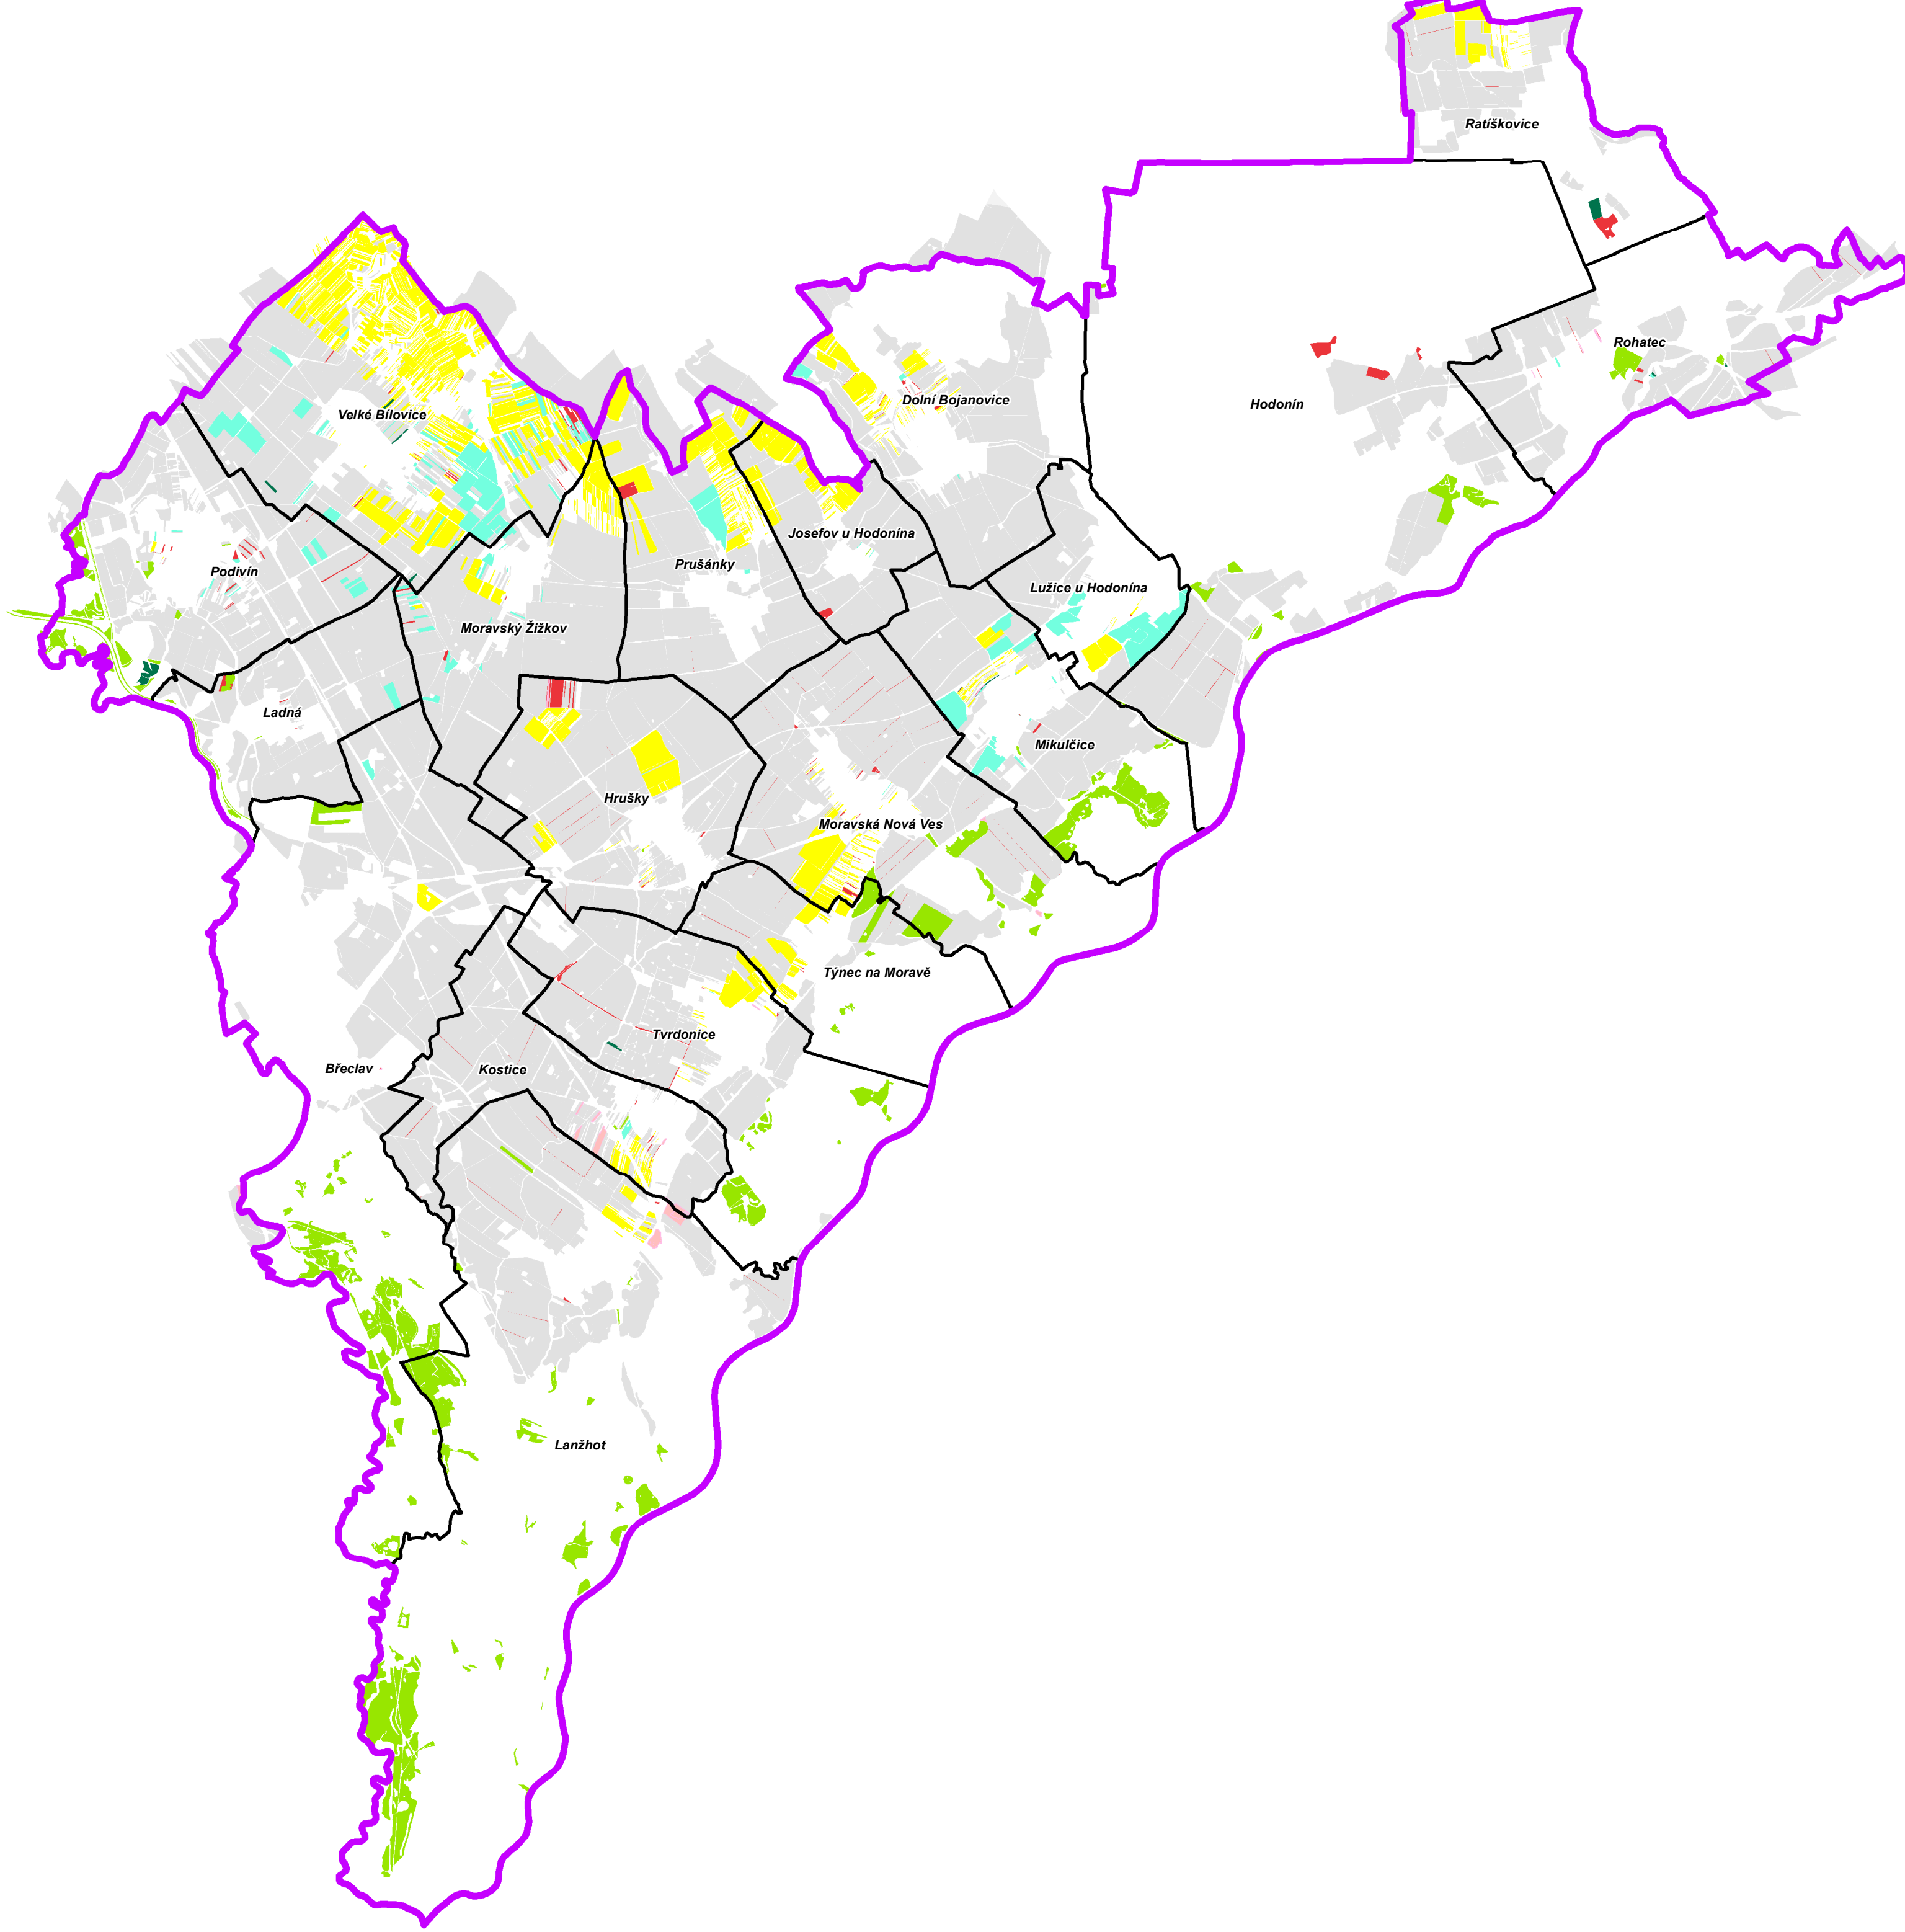 Ratíškovice
Rohatec
Hodonín
Dolní Bojanovice
Velké Bílovice
Josefov u Hodonína
Prušánky
Podivín
Lužice u Hodonína
Moravský Žižkov
Ladná
Mikulčice
Hrušky
Moravská Nová Ves
Týnec na Moravě
Tvrdonice
Břeclav
Kostice
Lanžhot